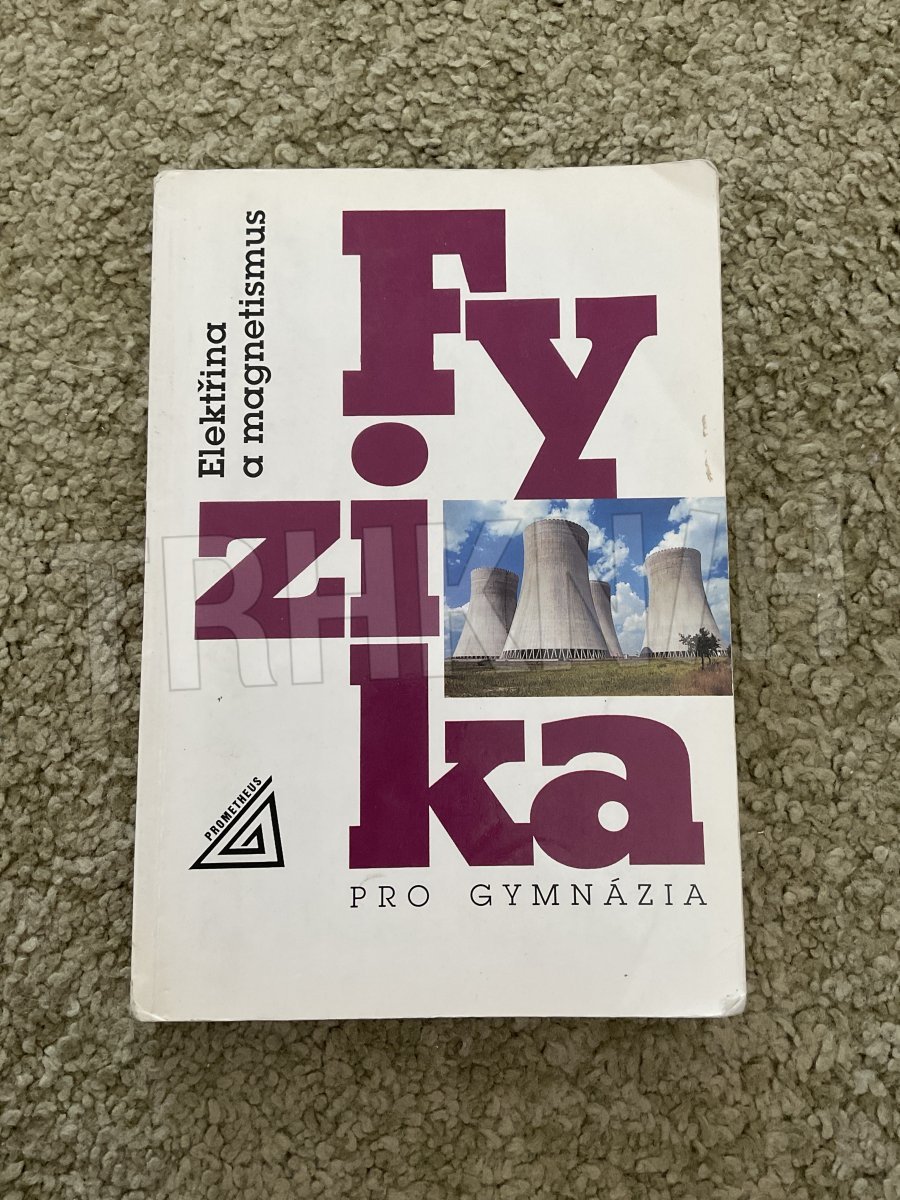 Elektřina
a magnetismus
Fy
zi
ka
PROMETHEUS
PRO GYMNÁZIA